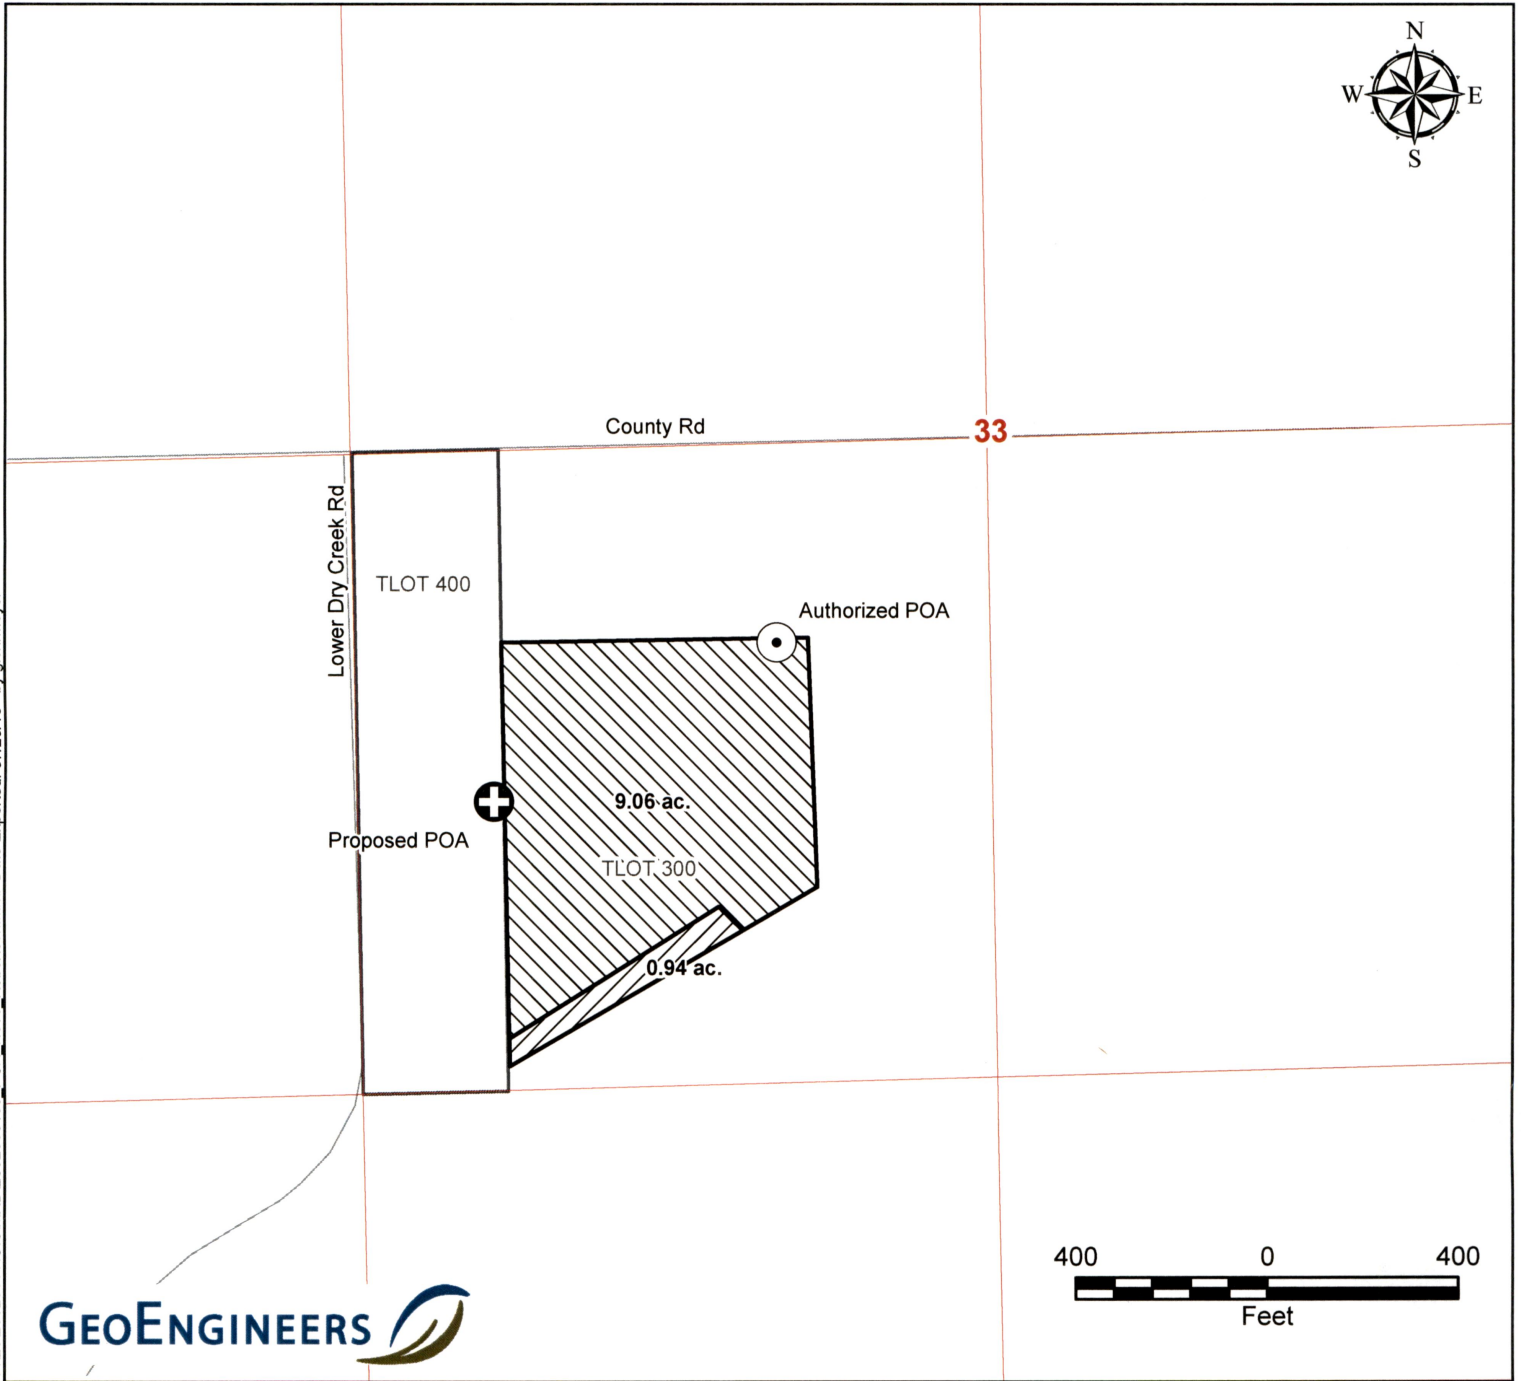 N
W E
S
County Rd
33
Lower Dry Creek Rd
TLOT 400
Authorized POA
9.06 ac.
Proposed POA
TLOT 300
0.94 ac.
400 0 400
Feet
GEOENGINEERS